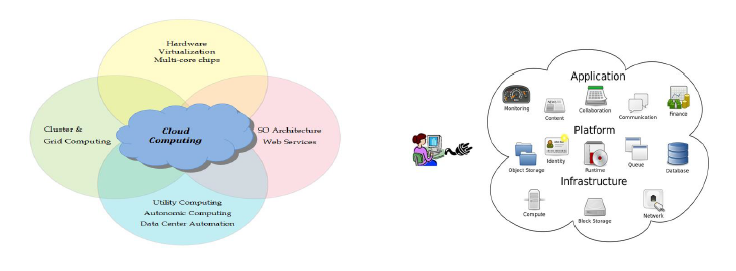 Hardware
Virtualization
Multi-core chips
Cluster &
Grid Computing
Cloud
Computing
SO Architecture
Web Services
Utility Computing
Autonomic Computing
Data Center Automation
Application
Monitoring
Content
Collaboration
Communication
Finance
Platform
Object Storage
Identity
Runtime
Queue
Database
Infrastructure
Compute
Block Storage
Network